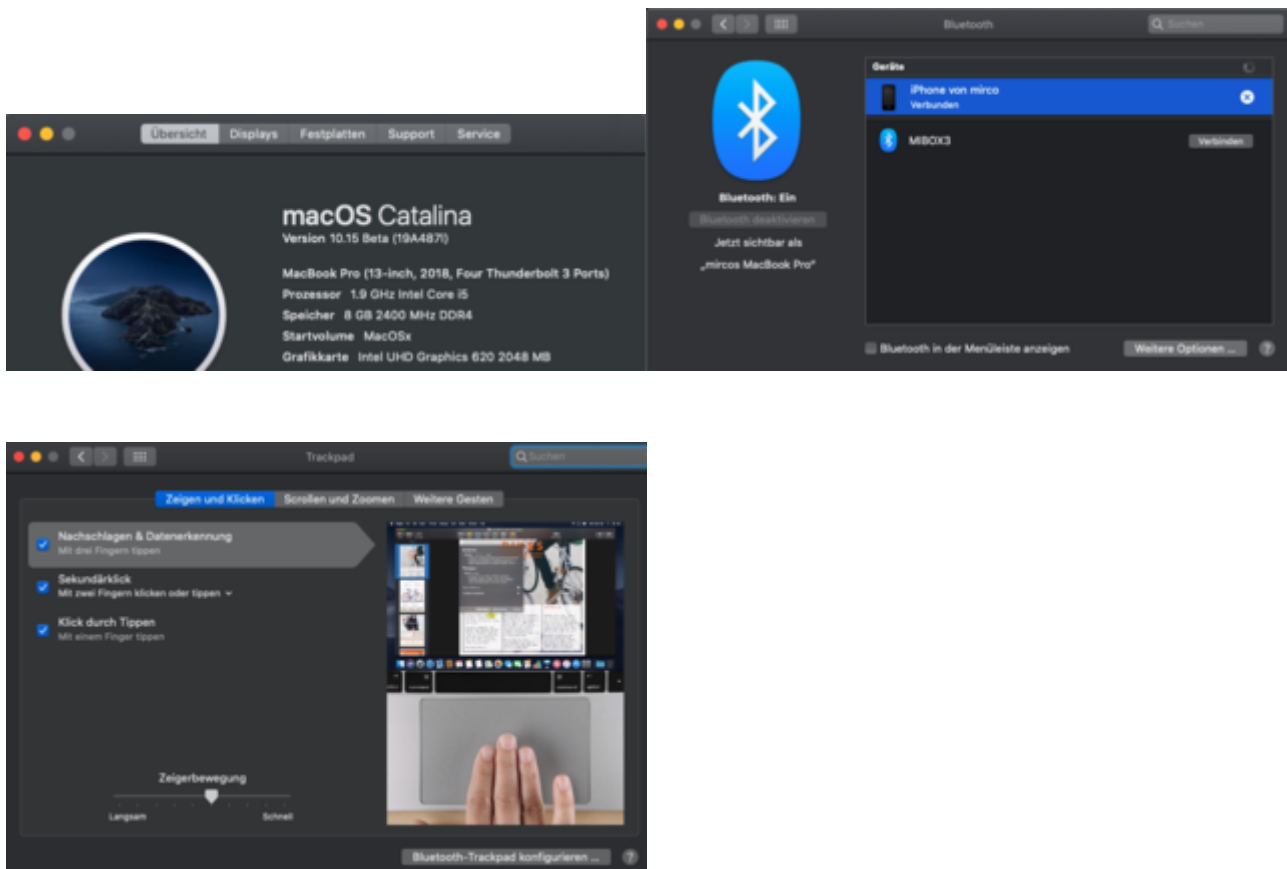 Übersicht Displays Festplatten Support Service
macOS Catalina
Version 10.15 Beta (19A487l)
MacBook Pro (13-inch, 2018, Four Thunderbolt 3 Ports)
Prozessor 1.9 GHz Intel Core i5
Speicher 8 GB 2400 MHz DDR4
Startvolume MacOSx
Grafikkarte Intel UHD Graphics 620 2048 MB
Bluetooth
Suchen
Geräte
iPhone von mirco
Verbunden
MIBOX3
Verbinden
Bluetooth: Ein
Bluetooth deaktivieren
Jetzt sichtbar als
„mircos MacBook Pro“
Bluetooth in der Menüleiste anzeigen
Weitere Optionen ...
?
Trackpad
Suchen
Zeigen und Klicken Scrollen und Zoomen Weitere Gesten
Nachschlagen & Datenerkennung
Mit drei Fingern tippen
Sekundärklick
Mit zwei Fingern klicken oder tippen
Klick durch Tippen
Mit einem Finger tippen
Zeigerbewegung
Langsam Schnell
Bluetooth-Trackpad konfigurieren ...
?